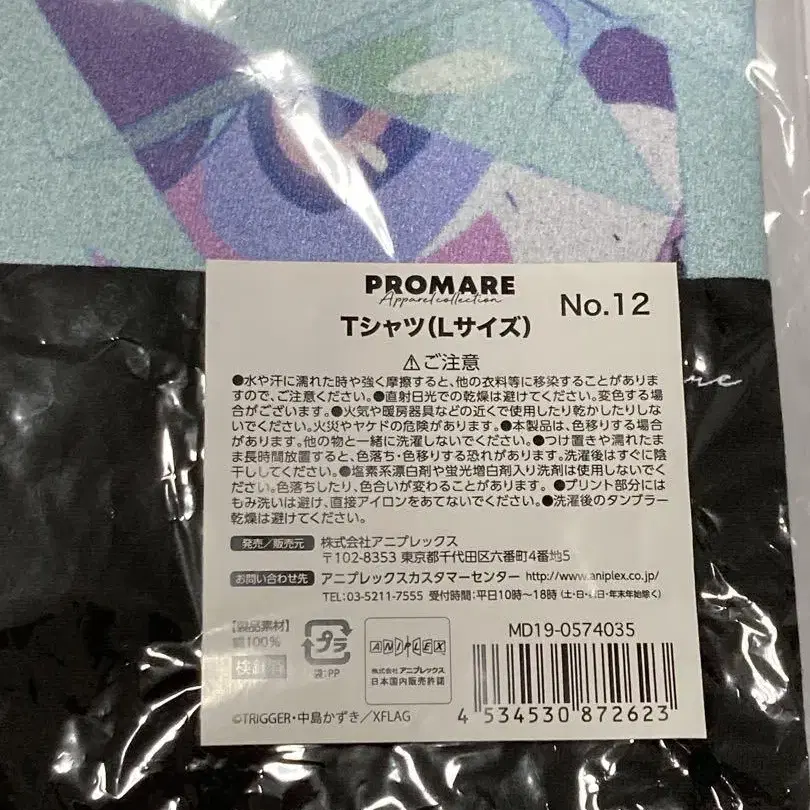 PROMARE
Apparel collection
No.12
Tシャツ(Lサイズ)
⚠ご注意
●水や汗に濡れた時や強く摩擦すると、他の衣料等に移染することがありま
すので、ご注意ください。●直射日光での乾燥は避けてください。変色する場
合がございます。●火気や暖房器具などの近くで使用したり乾かしたりしな
いでください。火災やヤケドの危険があります。●本製品は、色移りする場合
があります。他の物と一緒に洗濯しないでください。●つけ置きや濡れたま
ま長時間放置すると、色落ち・色移りする恐れがあります。洗濯後はすぐに陰
干ししてください。●塩素系漂白剤や蛍光増白剤入り洗剤は使用しないでく
ださい。色落ちしたり、色合いが変わることがあります。●プリント部分には
もみ洗いは避け、直接アイロンをあてないでください。●洗濯後のタンブラー
乾燥は避けてください。
発売/販売元 株式会社アニプレックス
〒102-8353 東京都千代田区六番町4番地5
お問い合わせ先 アニプレックスカスタマーセンター http://www.aniplex.co.jp/
TEL:03-5211-7555 受付時間:平日10時〜18時(土・日・祝日・年末年始除く)
【製品素材】
綿100%
検針済
プラ
袋:PP
ANIPLEX
株式会社アニプレックス
日本国内販売許諾
MD19-0574035
4 534530 872623
©TRIGGER・中島かずき/XFLAG